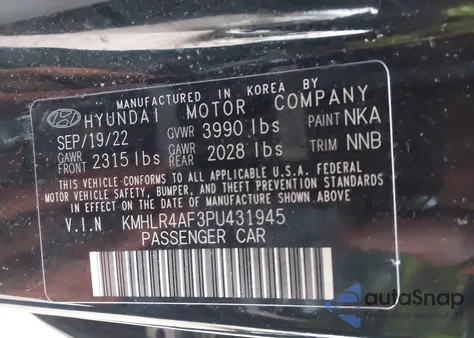 MANUFACTURED IN KOREA BY
HYUNDAI MOTOR COMPANY
SEP/19/22 GVWR 3990 lbs PAINT NKA
GAWR FRONT 2315 lbs GAWR REAR 2028 lbs TRIM NNB
THIS VEHICLE CONFORMS TO ALL APPLICABLE U.S.A. FEDERAL
MOTOR VEHICLE SAFETY, BUMPER, AND THEFT PREVENTION
STANDARDS IN EFFECT ON THE DATE OF MANUFACTURE SHOWN ABOVE.
V.I.N KMHLR4AF3PU431945
PASSENGER CAR
autoSnap